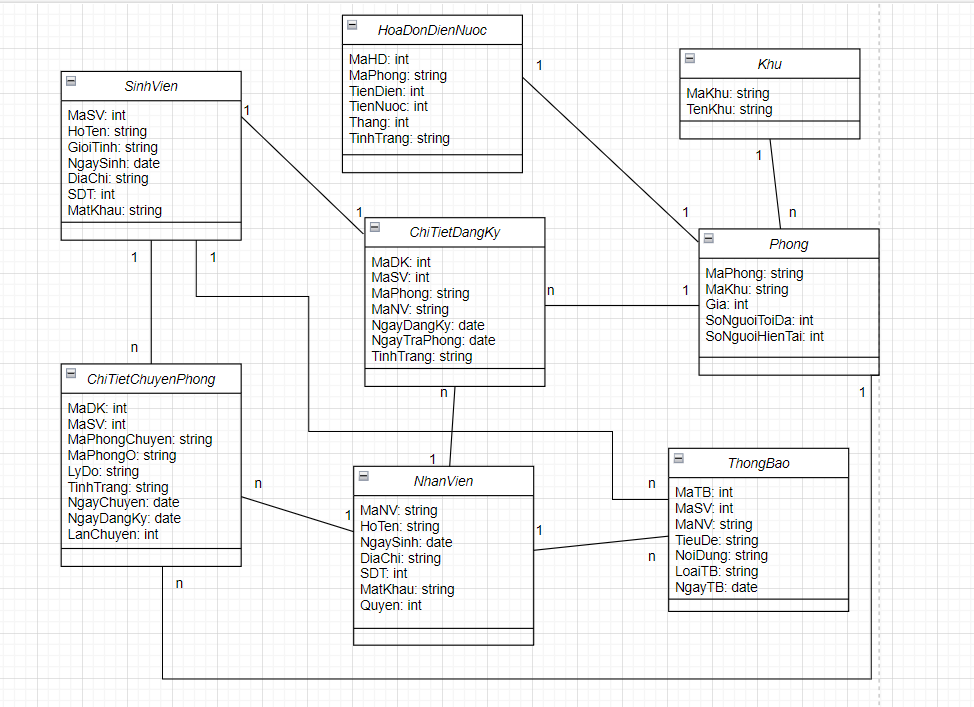 HoaDonDienNuoc
MaHD: int
MaPhong: string
TienDien: int
TienNuoc: int
Thang: int
TinhTrang: string
1
1
Khu
MaKhu: string
TenKhu: string
1
n
SinhVien
MaSV: int
HoTen: string
GioiTinh: string
NgaySinh: date
DiaChi: string
SDT: int
MatKhau: string
1
1
1
1
n
ChiTietDangKy
MaDK: int
MaSV: int
MaPhong: string
MaNV: string
NgayDangKy: date
NgayTraPhong: date
TinhTrang: string
n
1
n
1
Phong
MaPhong: string
MaKhu: string
Gia: int
SoNguoiToiDa: int
SoNguoiHienTai: int
1
ChiTietChuyenPhong
MaDK: int
MaSV: int
MaPhongChuyen: string
MaPhongO: string
LyDo: string
TinhTrang: string
NgayChuyen: date
NgayDangKy: date
LanChuyen: int
n
1
n
NhanVien
MaNV: string
HoTen: string
NgaySinh: date
DiaChi: string
SDT: int
MatKhau: string
Quyen: int
1
n
n
ThongBao
MaTB: int
MaSV: int
MaNV: string
TieuDe: string
NoiDung: string
LoaiTB: string
NgayTB: date